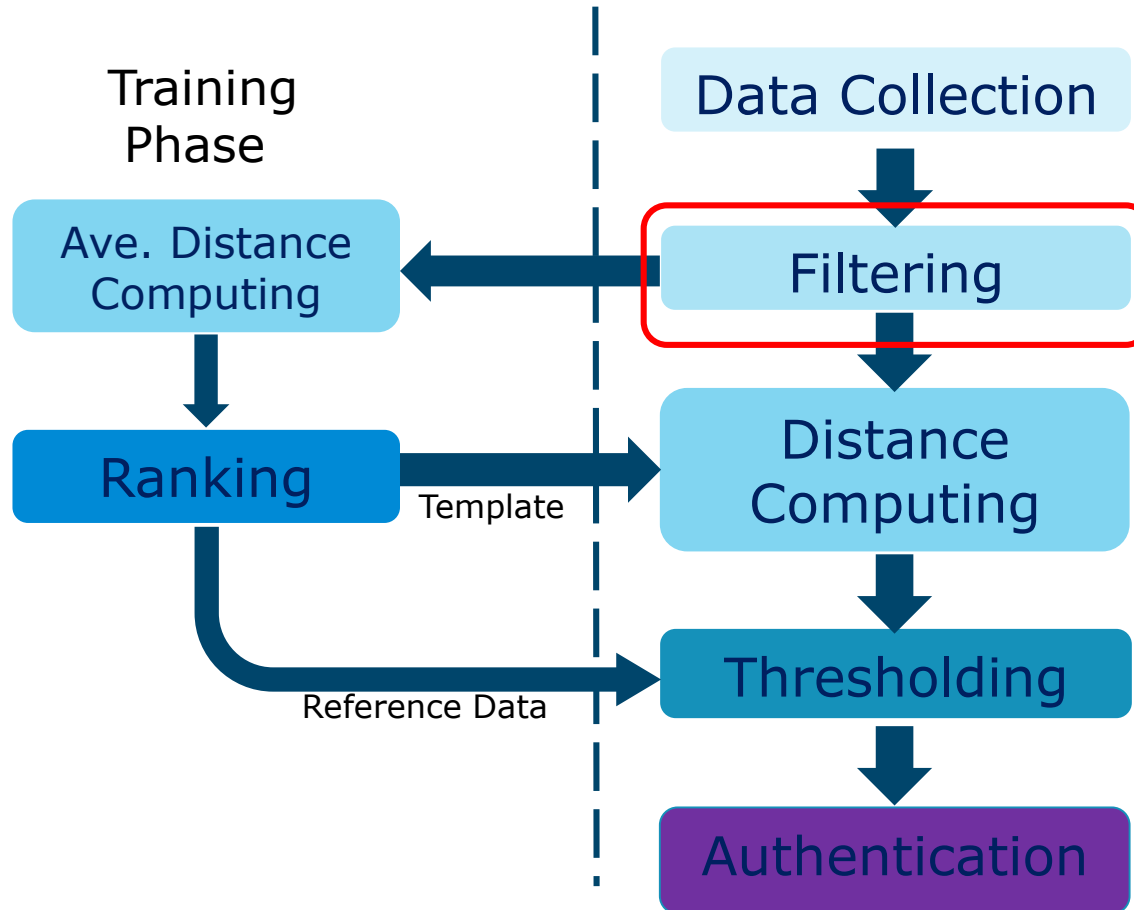 Training
Phase
Data Collection
Ave. Distance
Computing
Filtering
Ranking
Template
Distance
Computing
Reference Data
Thresholding
Authentication